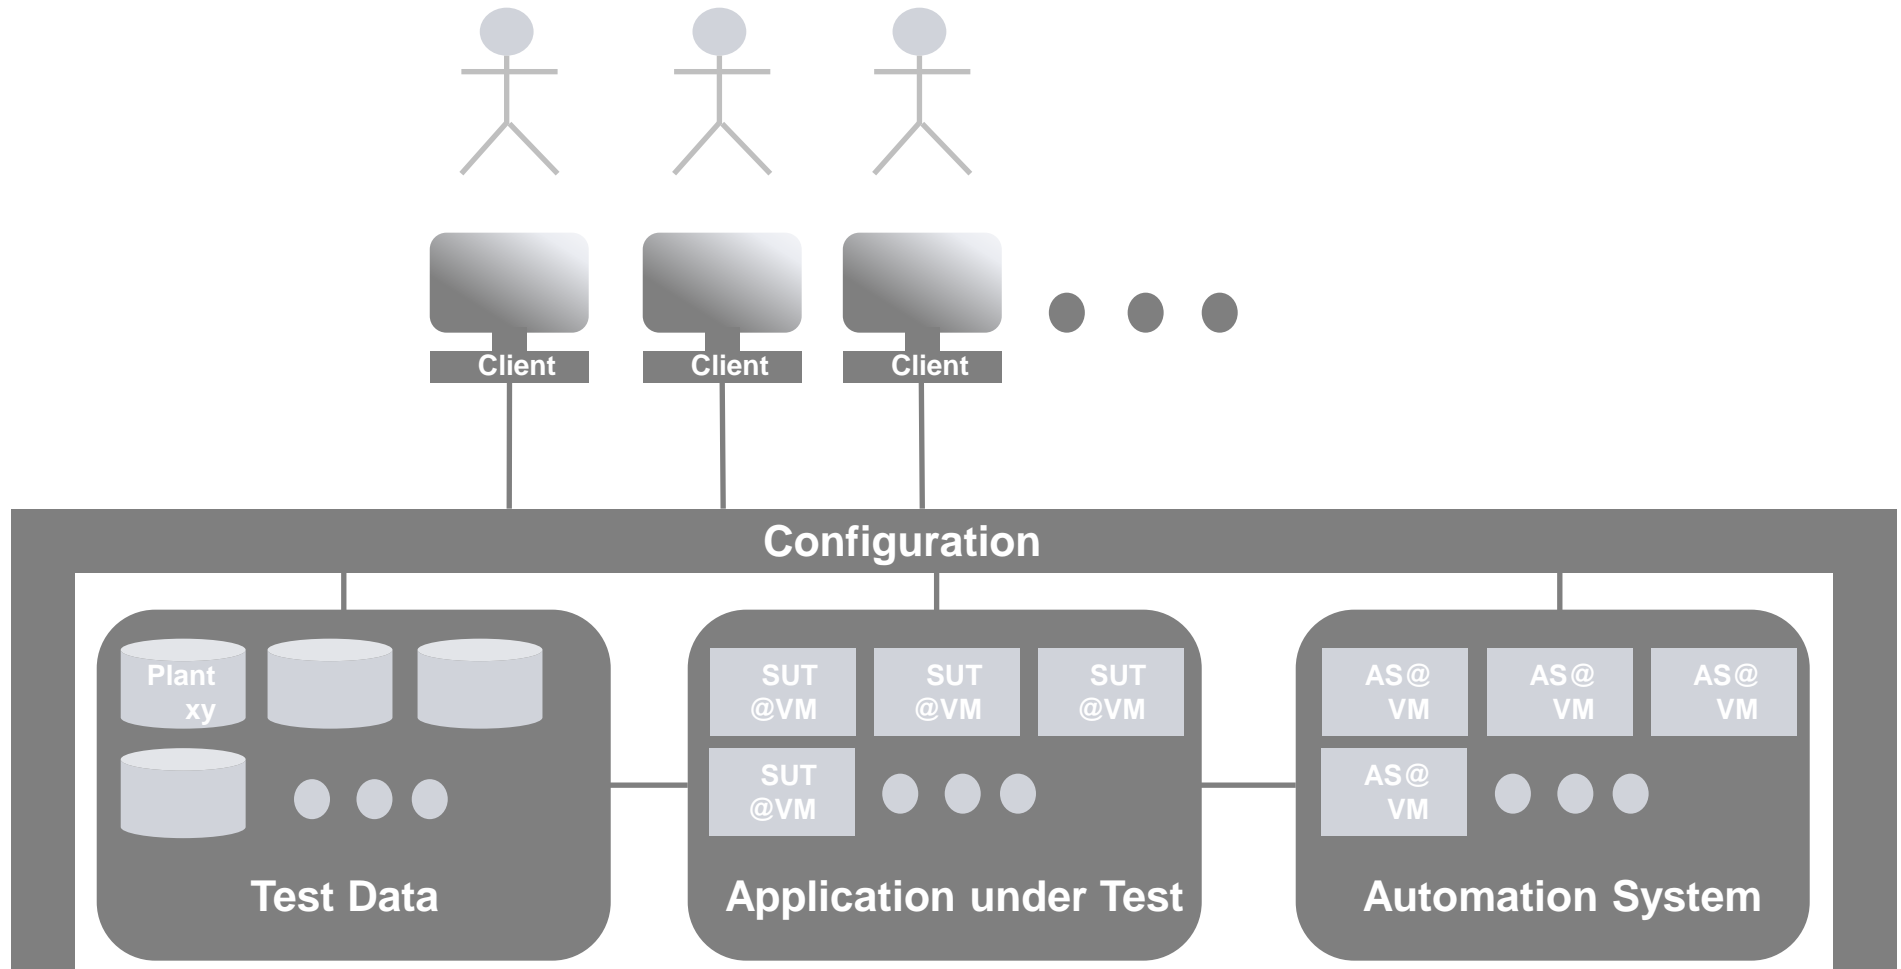 Client
Client
Client
Configuration
Plant
xy
SUT
@VM
SUT
@VM
SUT
@VM
SUT
@VM
Test Data
Application under Test
AS@
VM
AS@
VM
AS@
VM
AS@
VM
Automation System